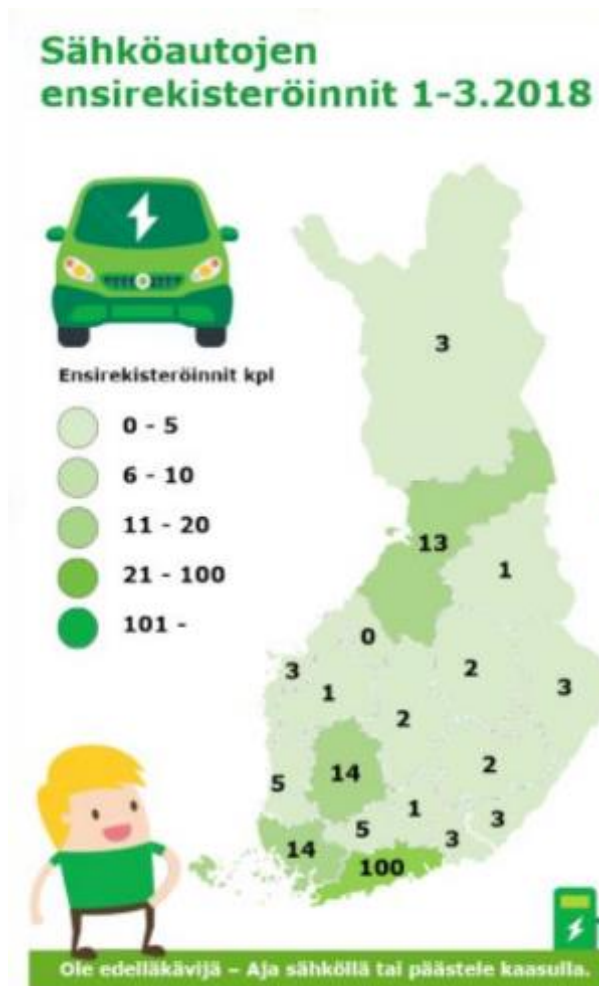 Sähköautojen
ensirekisteröinnit 1-3.2018
Ensirekisteröinnit kpl
0 - 5
6 - 10
11 - 20
21 - 100
101 -
3
13
1
0
2
3
3
1
2
2
14
5
1
3
5
3
14
100
Ole edelläkävijä – Aja sähköllä tai päästele kaasulla.